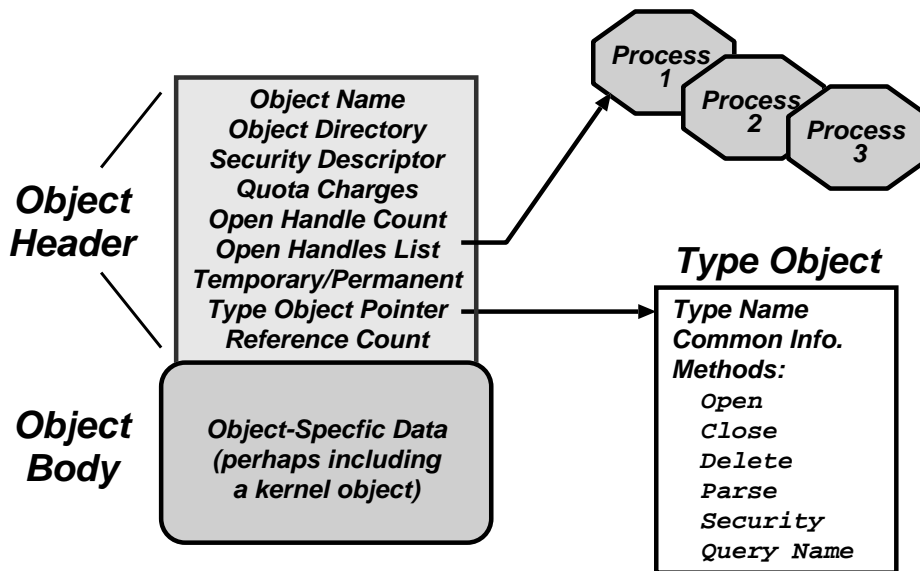 Process
1
Process
2
Process
3
Object
Header
Object Name
Object Directory
Security Descriptor
Quota Charges
Open Handle Count
Open Handles List
Temporary/Permanent
Type Object Pointer
Reference Count
Object
Body
Object-Specfic Data
(perhaps including
a kernel object)
Type Object
Type Name
Common Info.
Methods:
Open
Close
Delete
Parse
Security
Query Name